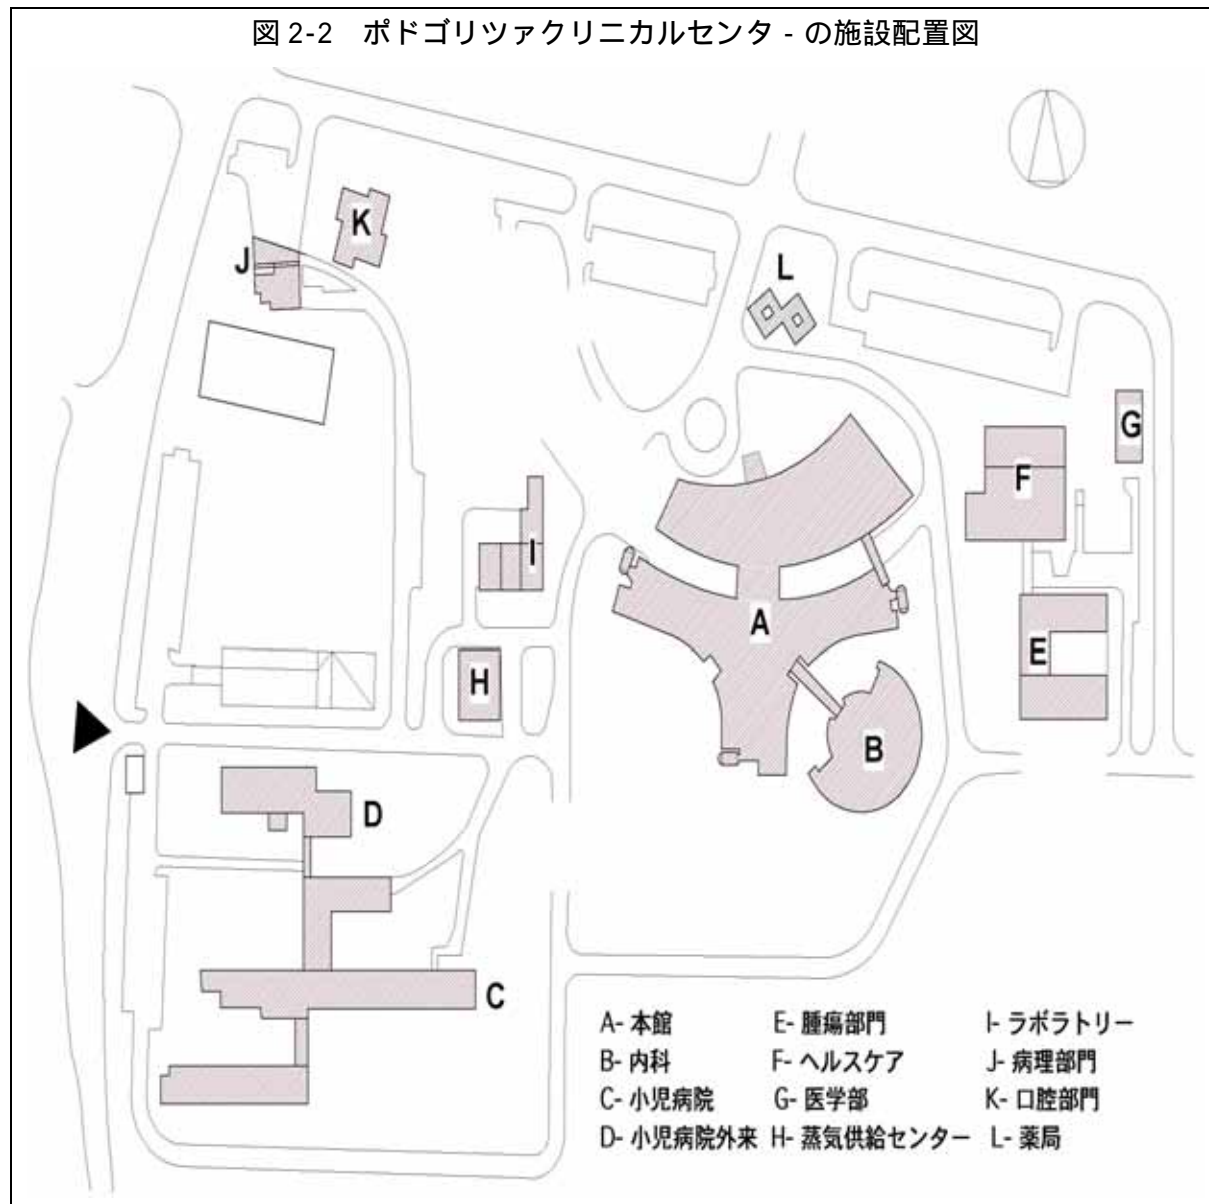 図 2-2　ポドゴリツァクリニカルセンタ - の施設配置図
K
J
L
G
F
I
A
E
H
B
D
C
A- 本館 E- 腫瘍部門 I- ラボラトリー
B- 内科 F- ヘルスケア J- 病理部門
C- 小児病院 G- 医学部 K- 口腔部門
D- 小児病院外来 H- 蒸気供給センター L- 薬局